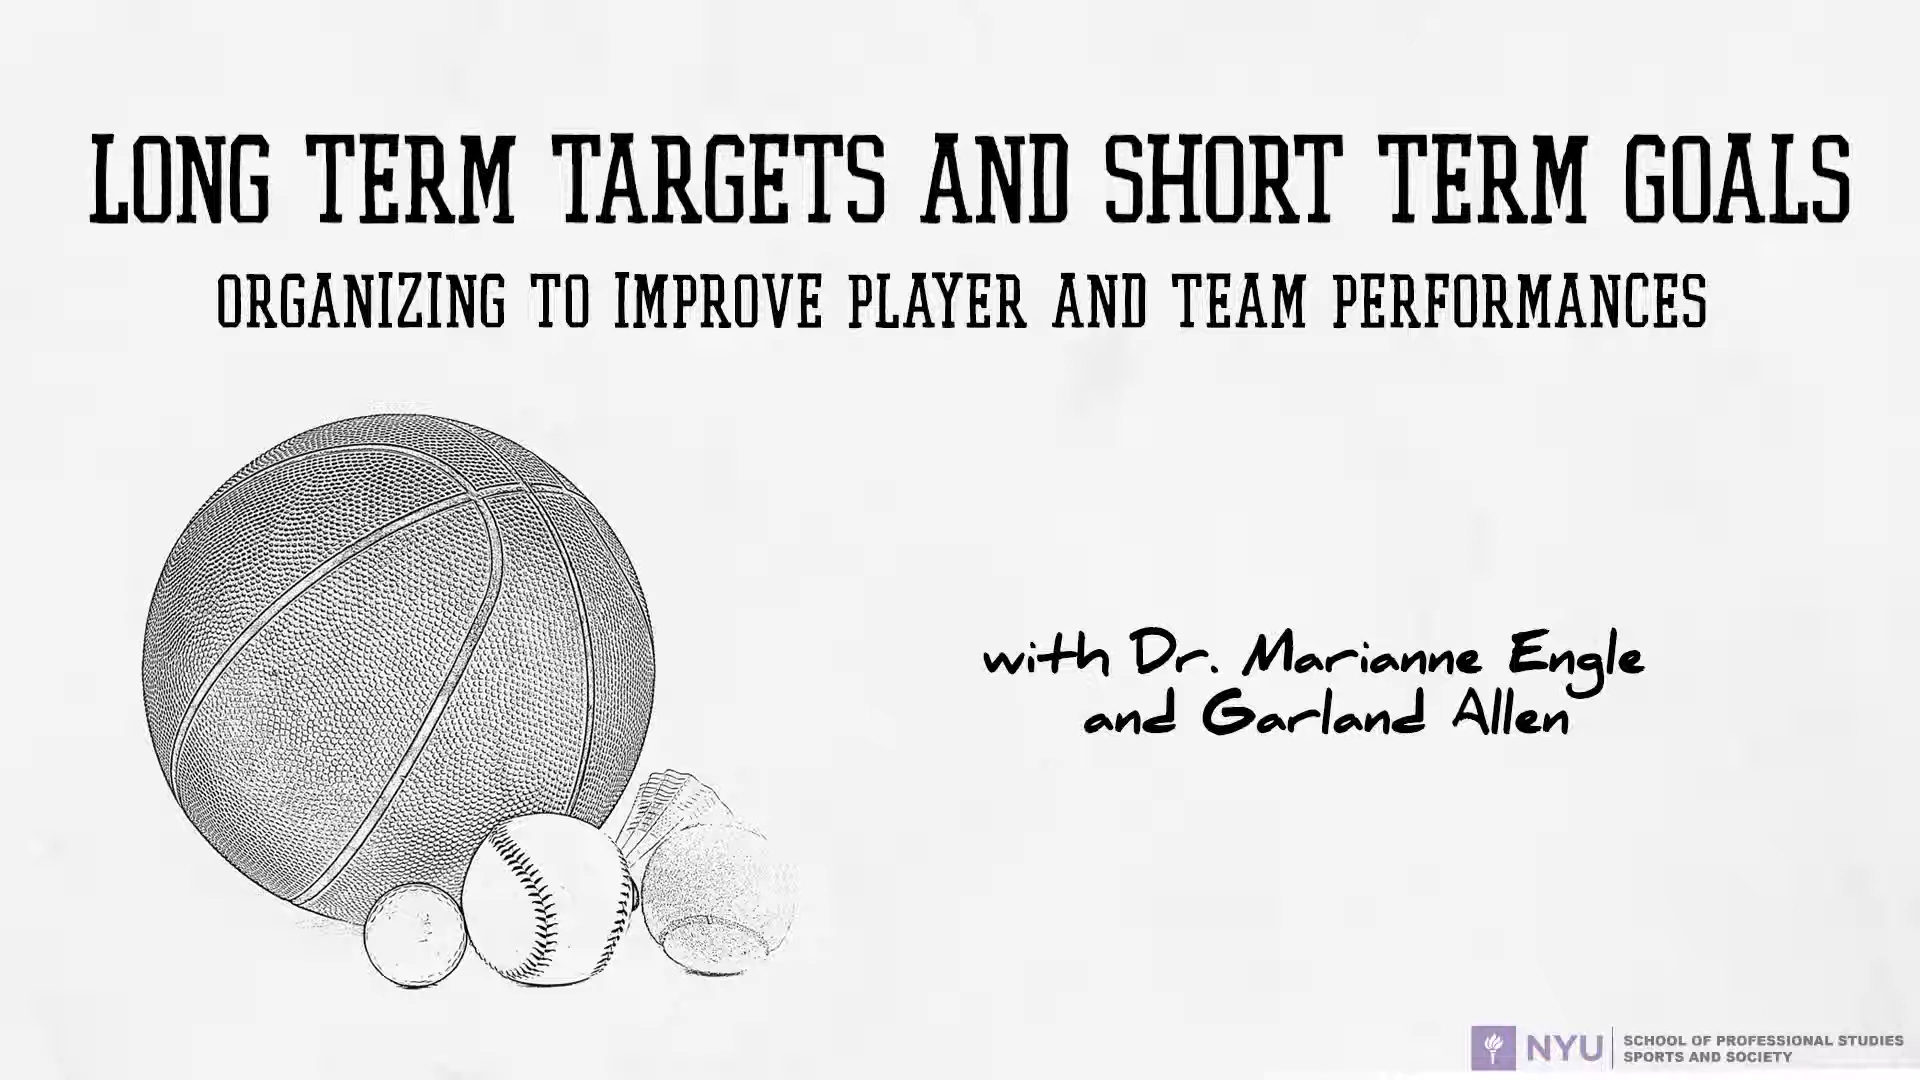 LONG TERM TARGETS AND SHORT TERM GOALS
ORGANIZING TO IMPROVE PLAYER AND TEAM PERFORMANCES
with Dr. Marianne Engle
and Garland Allen
NYU
SCHOOL OF PROFESSIONAL STUDIES
SPORTS AND SOCIETY